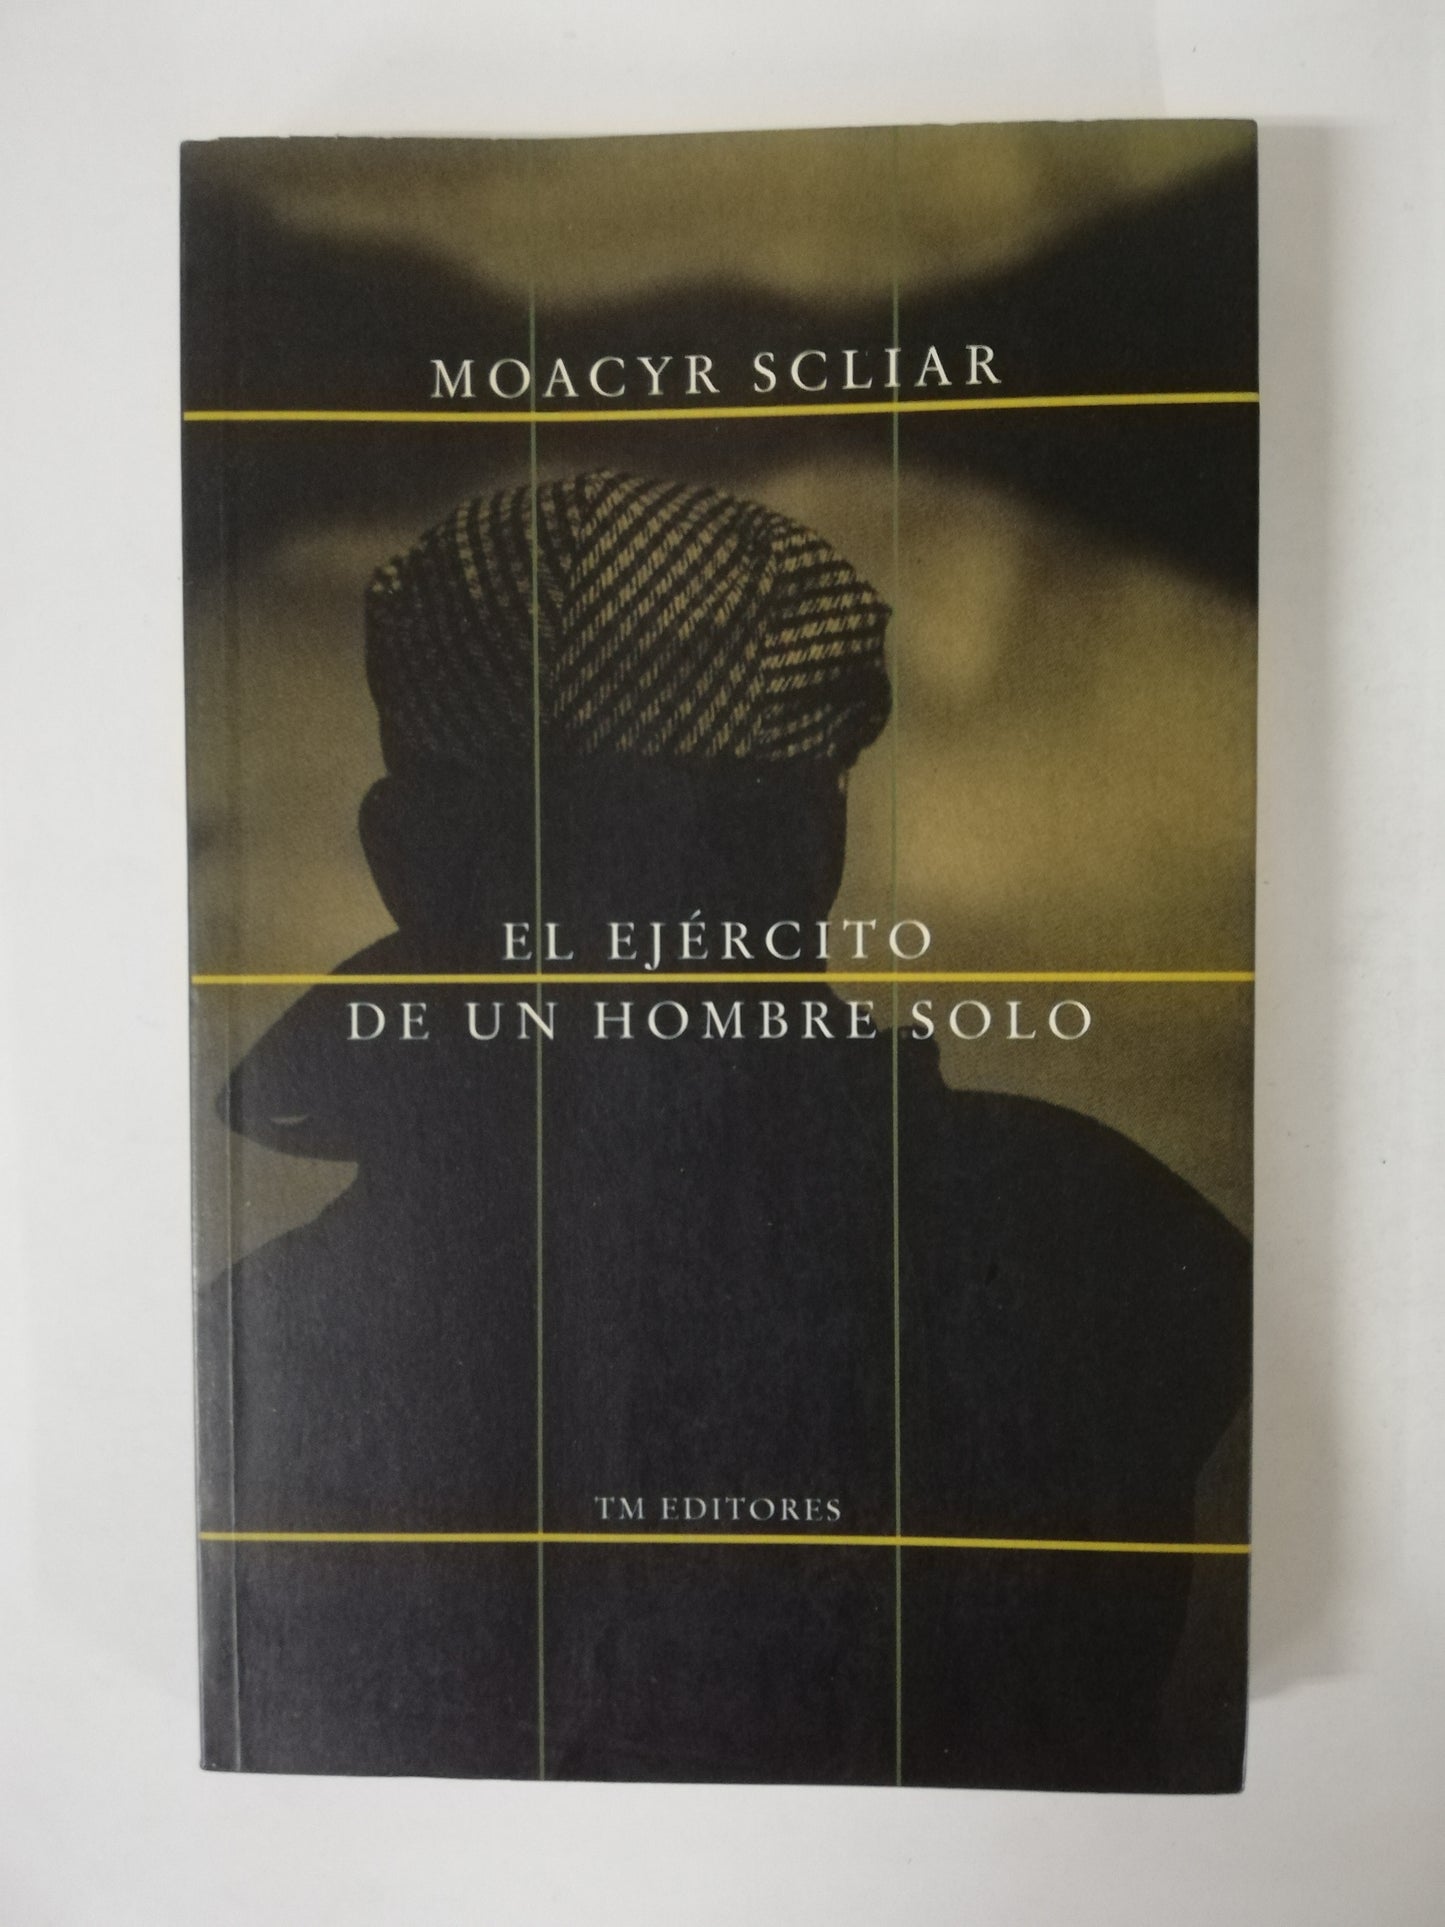 MOACYR SCLIAR
EL EJÉRCITO
DE UN HOMBRE SOLO
TM EDITORES